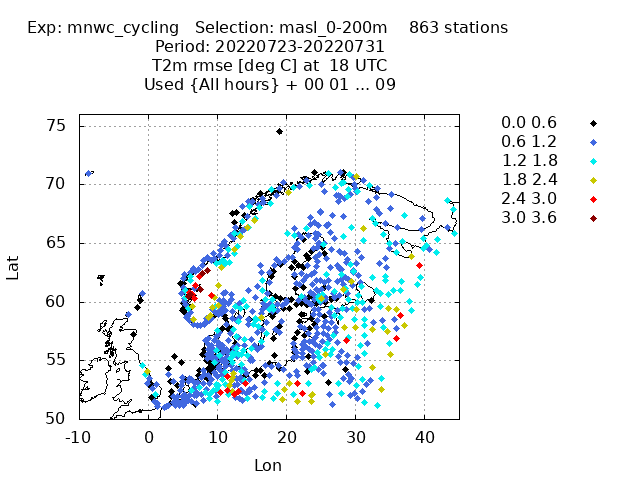 Exp: mnwc_cycling   Selection: masl_0-200m    863 stations
Period: 20220723-20220731
T2m rmse [deg C] at  18 UTC
Used {All hours} + 00 01 ... 09
0.0 0.6
0.6 1.2
1.2 1.8
1.8 2.4
2.4 3.0
3.0 3.6
75
70
65
60
55
50
Lat
-10 0 10 20 30 40
Lon